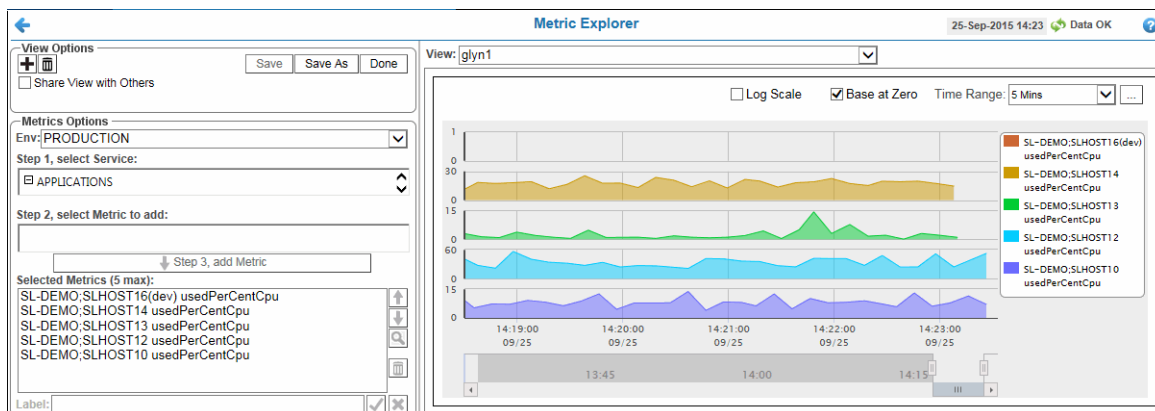 Metric Explorer
25-Sep-2015 14:23 Data OK
?
View Options
Save Save As Done
Share View with Others
Metrics Options
Env: PRODUCTION
Step 1, select Service:
APPLICATIONS
Step 2, select Metric to add:
Step 3, add Metric
Selected Metrics (5 max):
SL-DEMO;SLHOST16(dev) usedPerCentCpu
SL-DEMO;SLHOST14 usedPerCentCpu
SL-DEMO;SLHOST13 usedPerCentCpu
SL-DEMO;SLHOST12 usedPerCentCpu
SL-DEMO;SLHOST10 usedPerCentCpu
Label:
View: glyn1
Log Scale Base at Zero Time Range: 5 Mins ...
1
0
30
0
15
0
60
0
15
0
14:19:00 14:20:00 14:21:00 14:22:00 14:23:00
09/25 09/25 09/25 09/25 09/25
13:45 14:00 14:15
SL-DEMO;SLHOST16(dev)
usedPerCentCpu
SL-DEMO;SLHOST14
usedPerCentCpu
SL-DEMO;SLHOST13
usedPerCentCpu
SL-DEMO;SLHOST12
usedPerCentCpu
SL-DEMO;SLHOST10
usedPerCentCpu